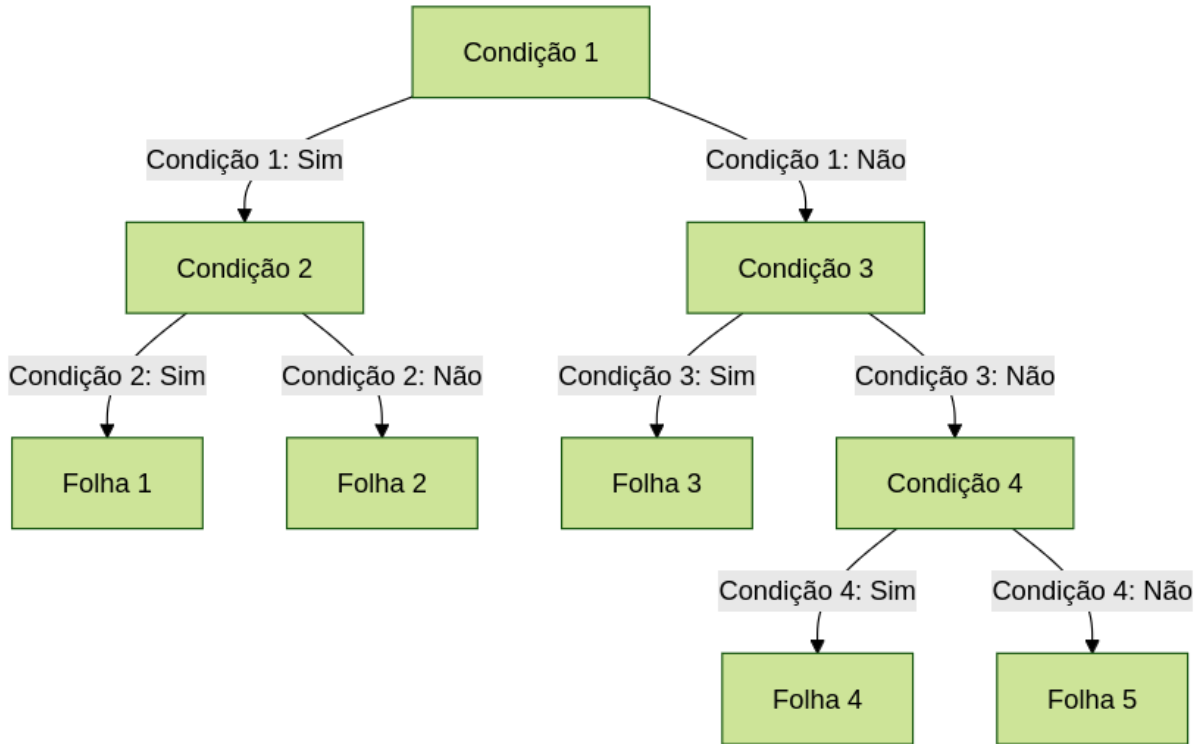 Condição 1
Condição 1: Sim
Condição 1: Não
Condição 2
Condição 3
Condição 2: Sim
Condição 2: Não
Condição 3: Sim
Condição 3: Não
Folha 1
Folha 2
Folha 3
Condição 4
Condição 4: Sim
Condição 4: Não
Folha 4
Folha 5